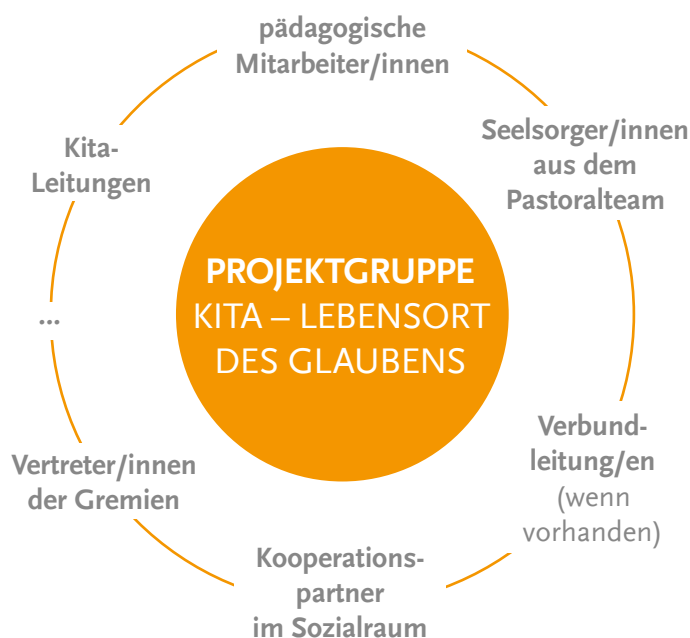 pädagogische
Mitarbeiter/innen
Seelsorger/innen
aus dem
Pastoralteam
Kita-
Leitungen
PROJEKTGRUPPE
KITA – LEBENSORT
DES GLAUBENS
...
Verbund-
leitung/en
(wenn
vorhanden)
Vertreter/innen
der Gremien
Kooperations-
partner
im Sozialraum